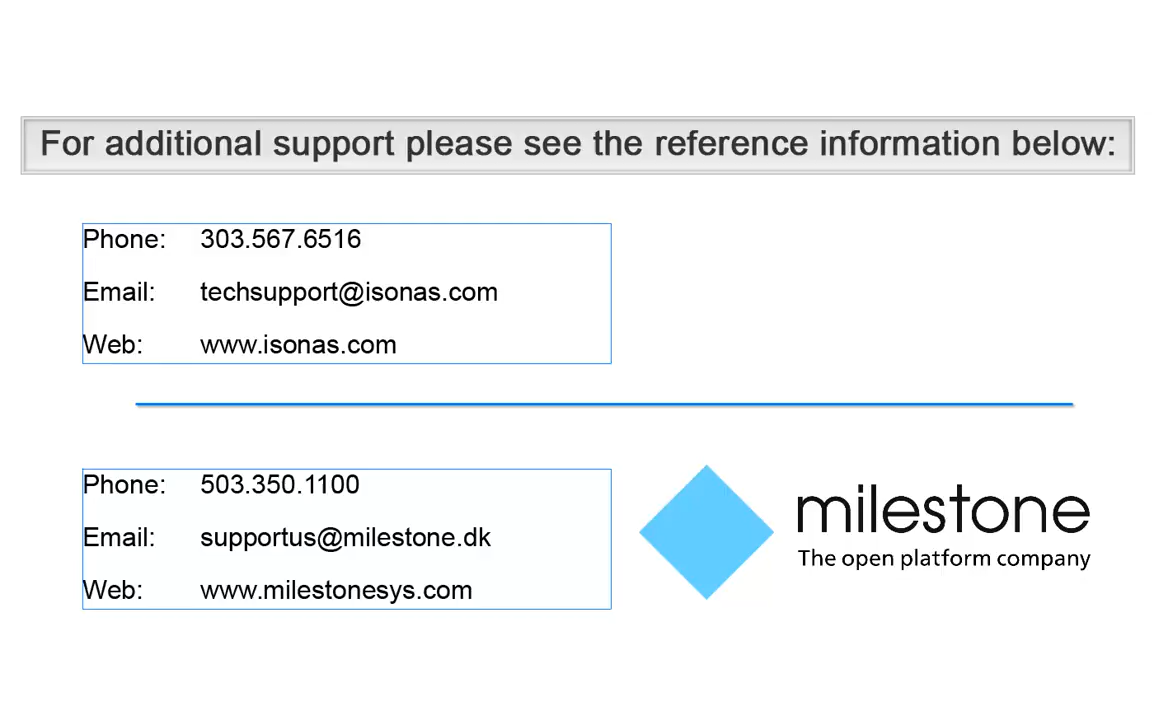 For additional support please see the reference information below:
Phone: 303.567.6516
Email: techsupport@isonas.com
Web: www.isonas.com
Phone: 503.350.1100
Email: supportus@milestone.dk
Web: www.milestonesys.com
milestone
The open platform company